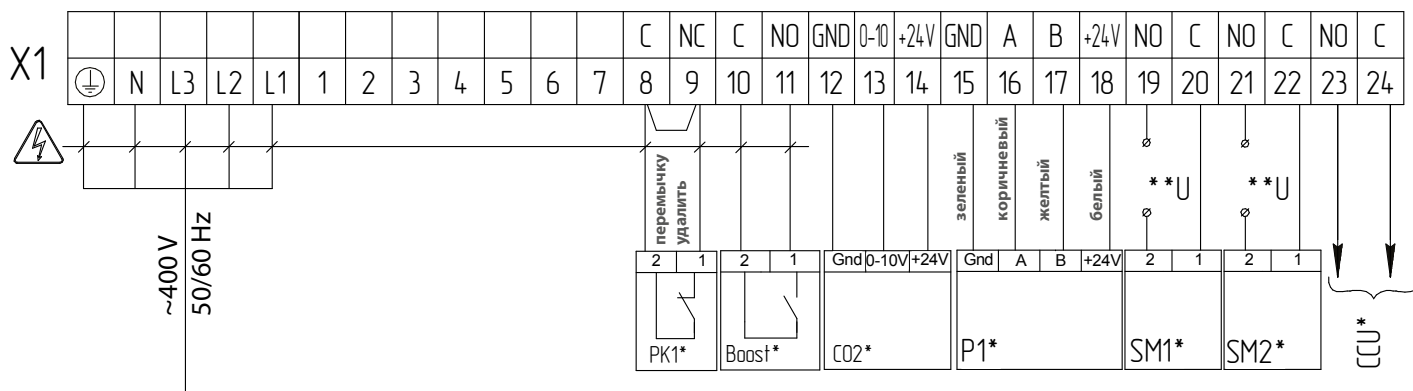 X1
C NC C NO GND 0-10 +24V GND A B +24V NO C NO C NO C
N L3 L2 L1 1 2 3 4 5 6 7 8 9 10 11 12 13 14 15 16 17 18 19 20 21 22 23 24
~400 V
50/60 Hz
перемычку
удалить
зеленый
коричневый
желтый
белый
**U
**U
2 1 2 1 Gnd 0-10V +24V Gnd A B +24V 2 1 2 1
PK1* Boost* CO2* P1* SM1* SM2*
CCU*